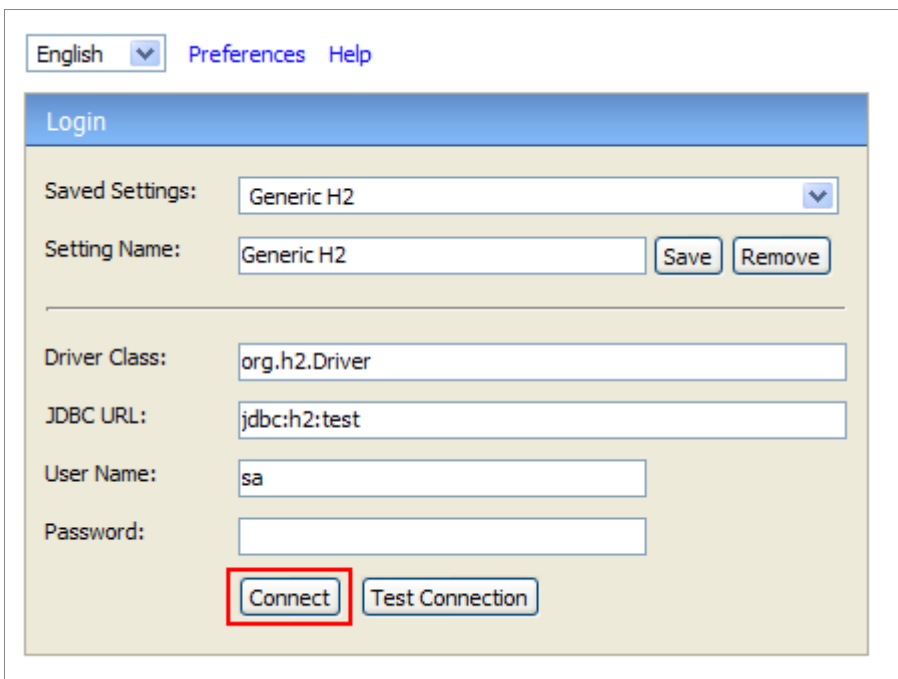 English Preferences Help
Login
Saved Settings: Generic H2
Setting Name: Generic H2 Save Remove
Driver Class: org.h2.Driver
JDBC URL: jdbc:h2:test
User Name: sa
Password:
Connect Test Connection